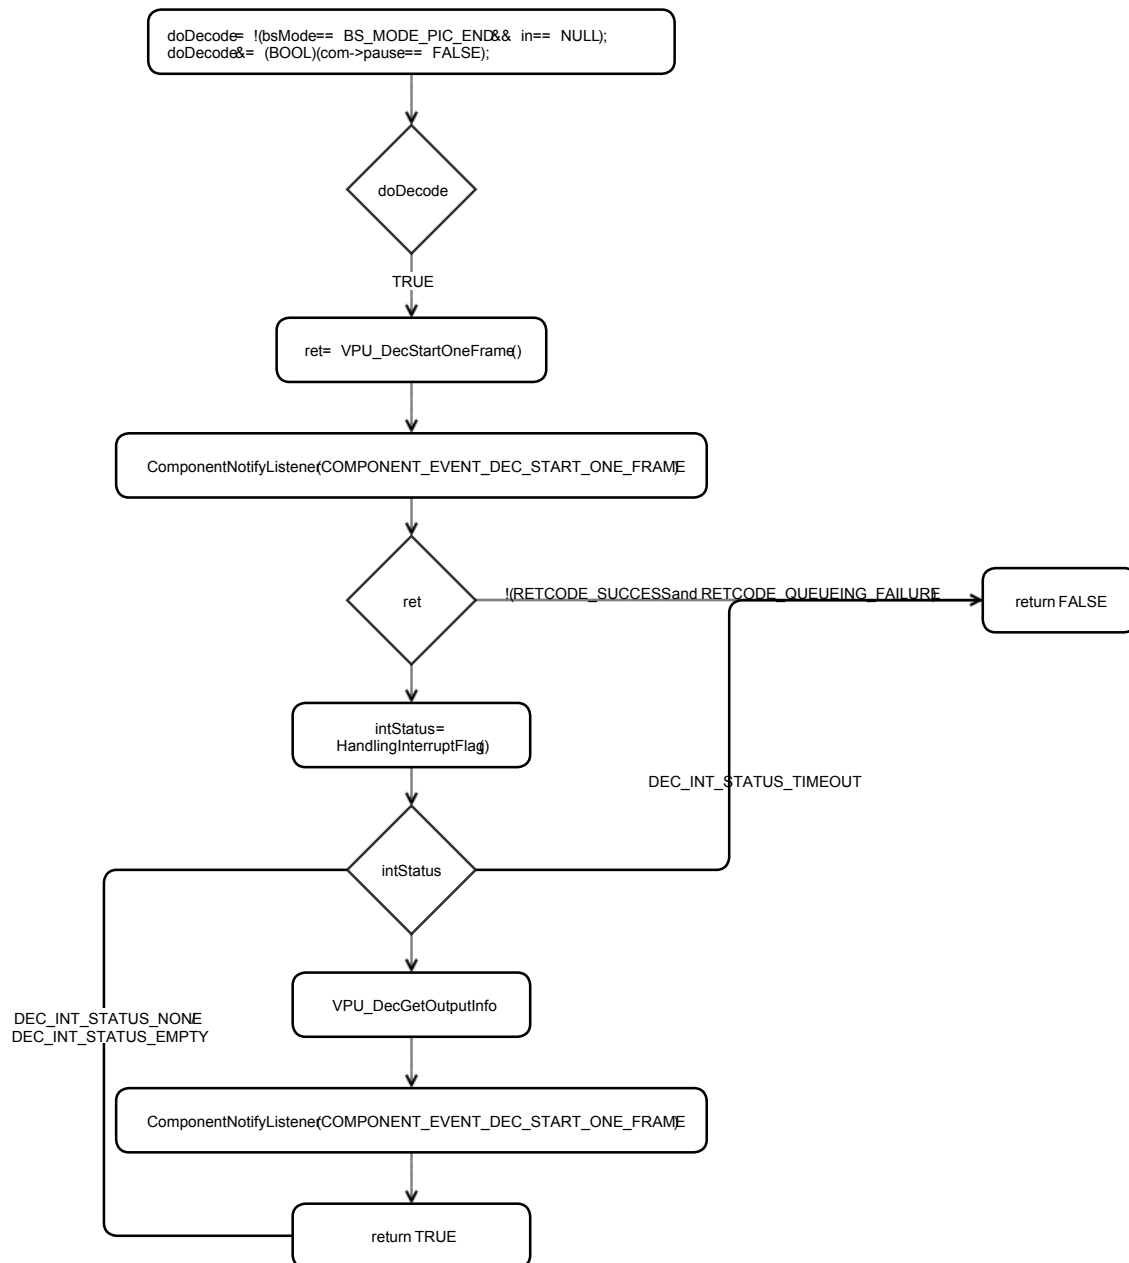 doDecode= !(bsMode== BS_MODE_PIC_END&& in== NULL);
doDecode&= (BOOL)(com->pause== FALSE);
doDecode
TRUE
ret= VPU_DecStartOneFrame()
ComponentNotifyListener(COMPONENT_EVENT_DEC_START_ONE_FRAME)
ret
!(RETCODE_SUCCESS and RETCODE_QUEUEING_FAILURE)
return FALSE
intStatus=
HandlingInterruptFlag()
DEC_INT_STATUS_TIMEOUT
intStatus
VPU_DecGetOutputInfo
DEC_INT_STATUS_NONE/
DEC_INT_STATUS_EMPTY
ComponentNotifyListener(COMPONENT_EVENT_DEC_START_ONE_FRAME)
return TRUE